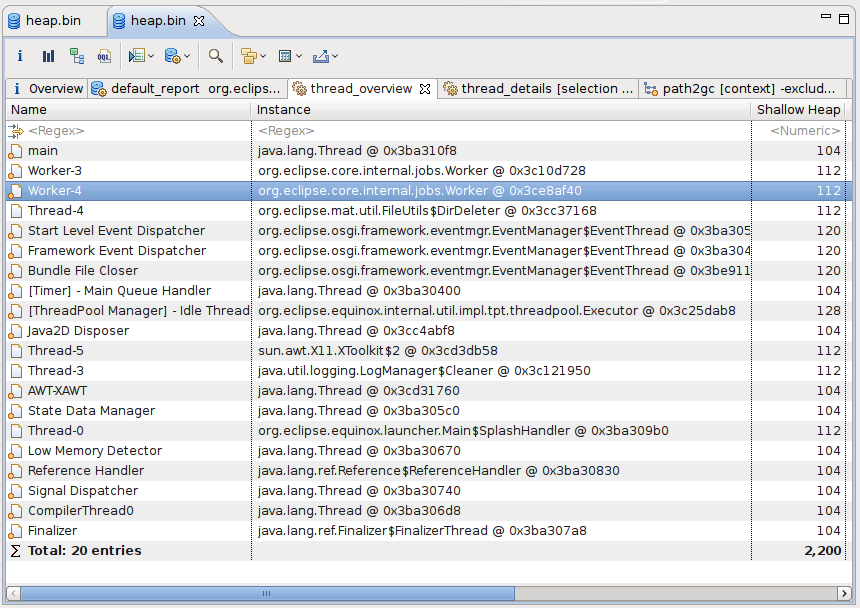 heap.bin heap.bin
i OQL
i Overview default_report org.eclips... thread_overview thread_details [selection ... path2gc [context] -exclud...
Name Instance Shallow Heap
<Regex> <Regex> <Numeric>
main java.lang.Thread @ 0x3ba310f8 104
Worker-3 org.eclipse.core.internal.jobs.Worker @ 0x3c10d728 112
Worker-4 org.eclipse.core.internal.jobs.Worker @ 0x3ce8af40 112
Thread-4 org.eclipse.mat.util.FileUtils$DirDeleter @ 0x3cc37168 112
Start Level Event Dispatcher org.eclipse.osgi.framework.eventmgr.EventManager$EventThread @ 0x3ba305 120
Framework Event Dispatcher org.eclipse.osgi.framework.eventmgr.EventManager$EventThread @ 0x3ba304 120
Bundle File Closer org.eclipse.osgi.framework.eventmgr.EventManager$EventThread @ 0x3be911 120
[Timer] - Main Queue Handler java.lang.Thread @ 0x3ba30400 104
[ThreadPool Manager] - Idle Thread org.eclipse.equinox.internal.util.impl.tpt.threadpool.Executor @ 0x3c25dab8 128
Java2D Disposer java.lang.Thread @ 0x3cc4abf8 104
Thread-5 sun.awt.X11.XToolkit$2 @ 0x3cd3db58 112
Thread-3 java.util.logging.LogManager$Cleaner @ 0x3c121950 112
AWT-XAWT java.lang.Thread @ 0x3cd31760 104
State Data Manager java.lang.Thread @ 0x3ba305c0 104
Thread-0 org.eclipse.equinox.launcher.Main$SplashHandler @ 0x3ba309b0 112
Low Memory Detector java.lang.Thread @ 0x3ba30670 104
Reference Handler java.lang.ref.Reference$ReferenceHandler @ 0x3ba30830 104
Signal Dispatcher java.lang.Thread @ 0x3ba30740 104
CompilerThread0 java.lang.Thread @ 0x3ba306d8 104
Finalizer java.lang.ref.Finalizer$FinalizerThread @ 0x3ba307a8 104
Σ Total: 20 entries 2,200